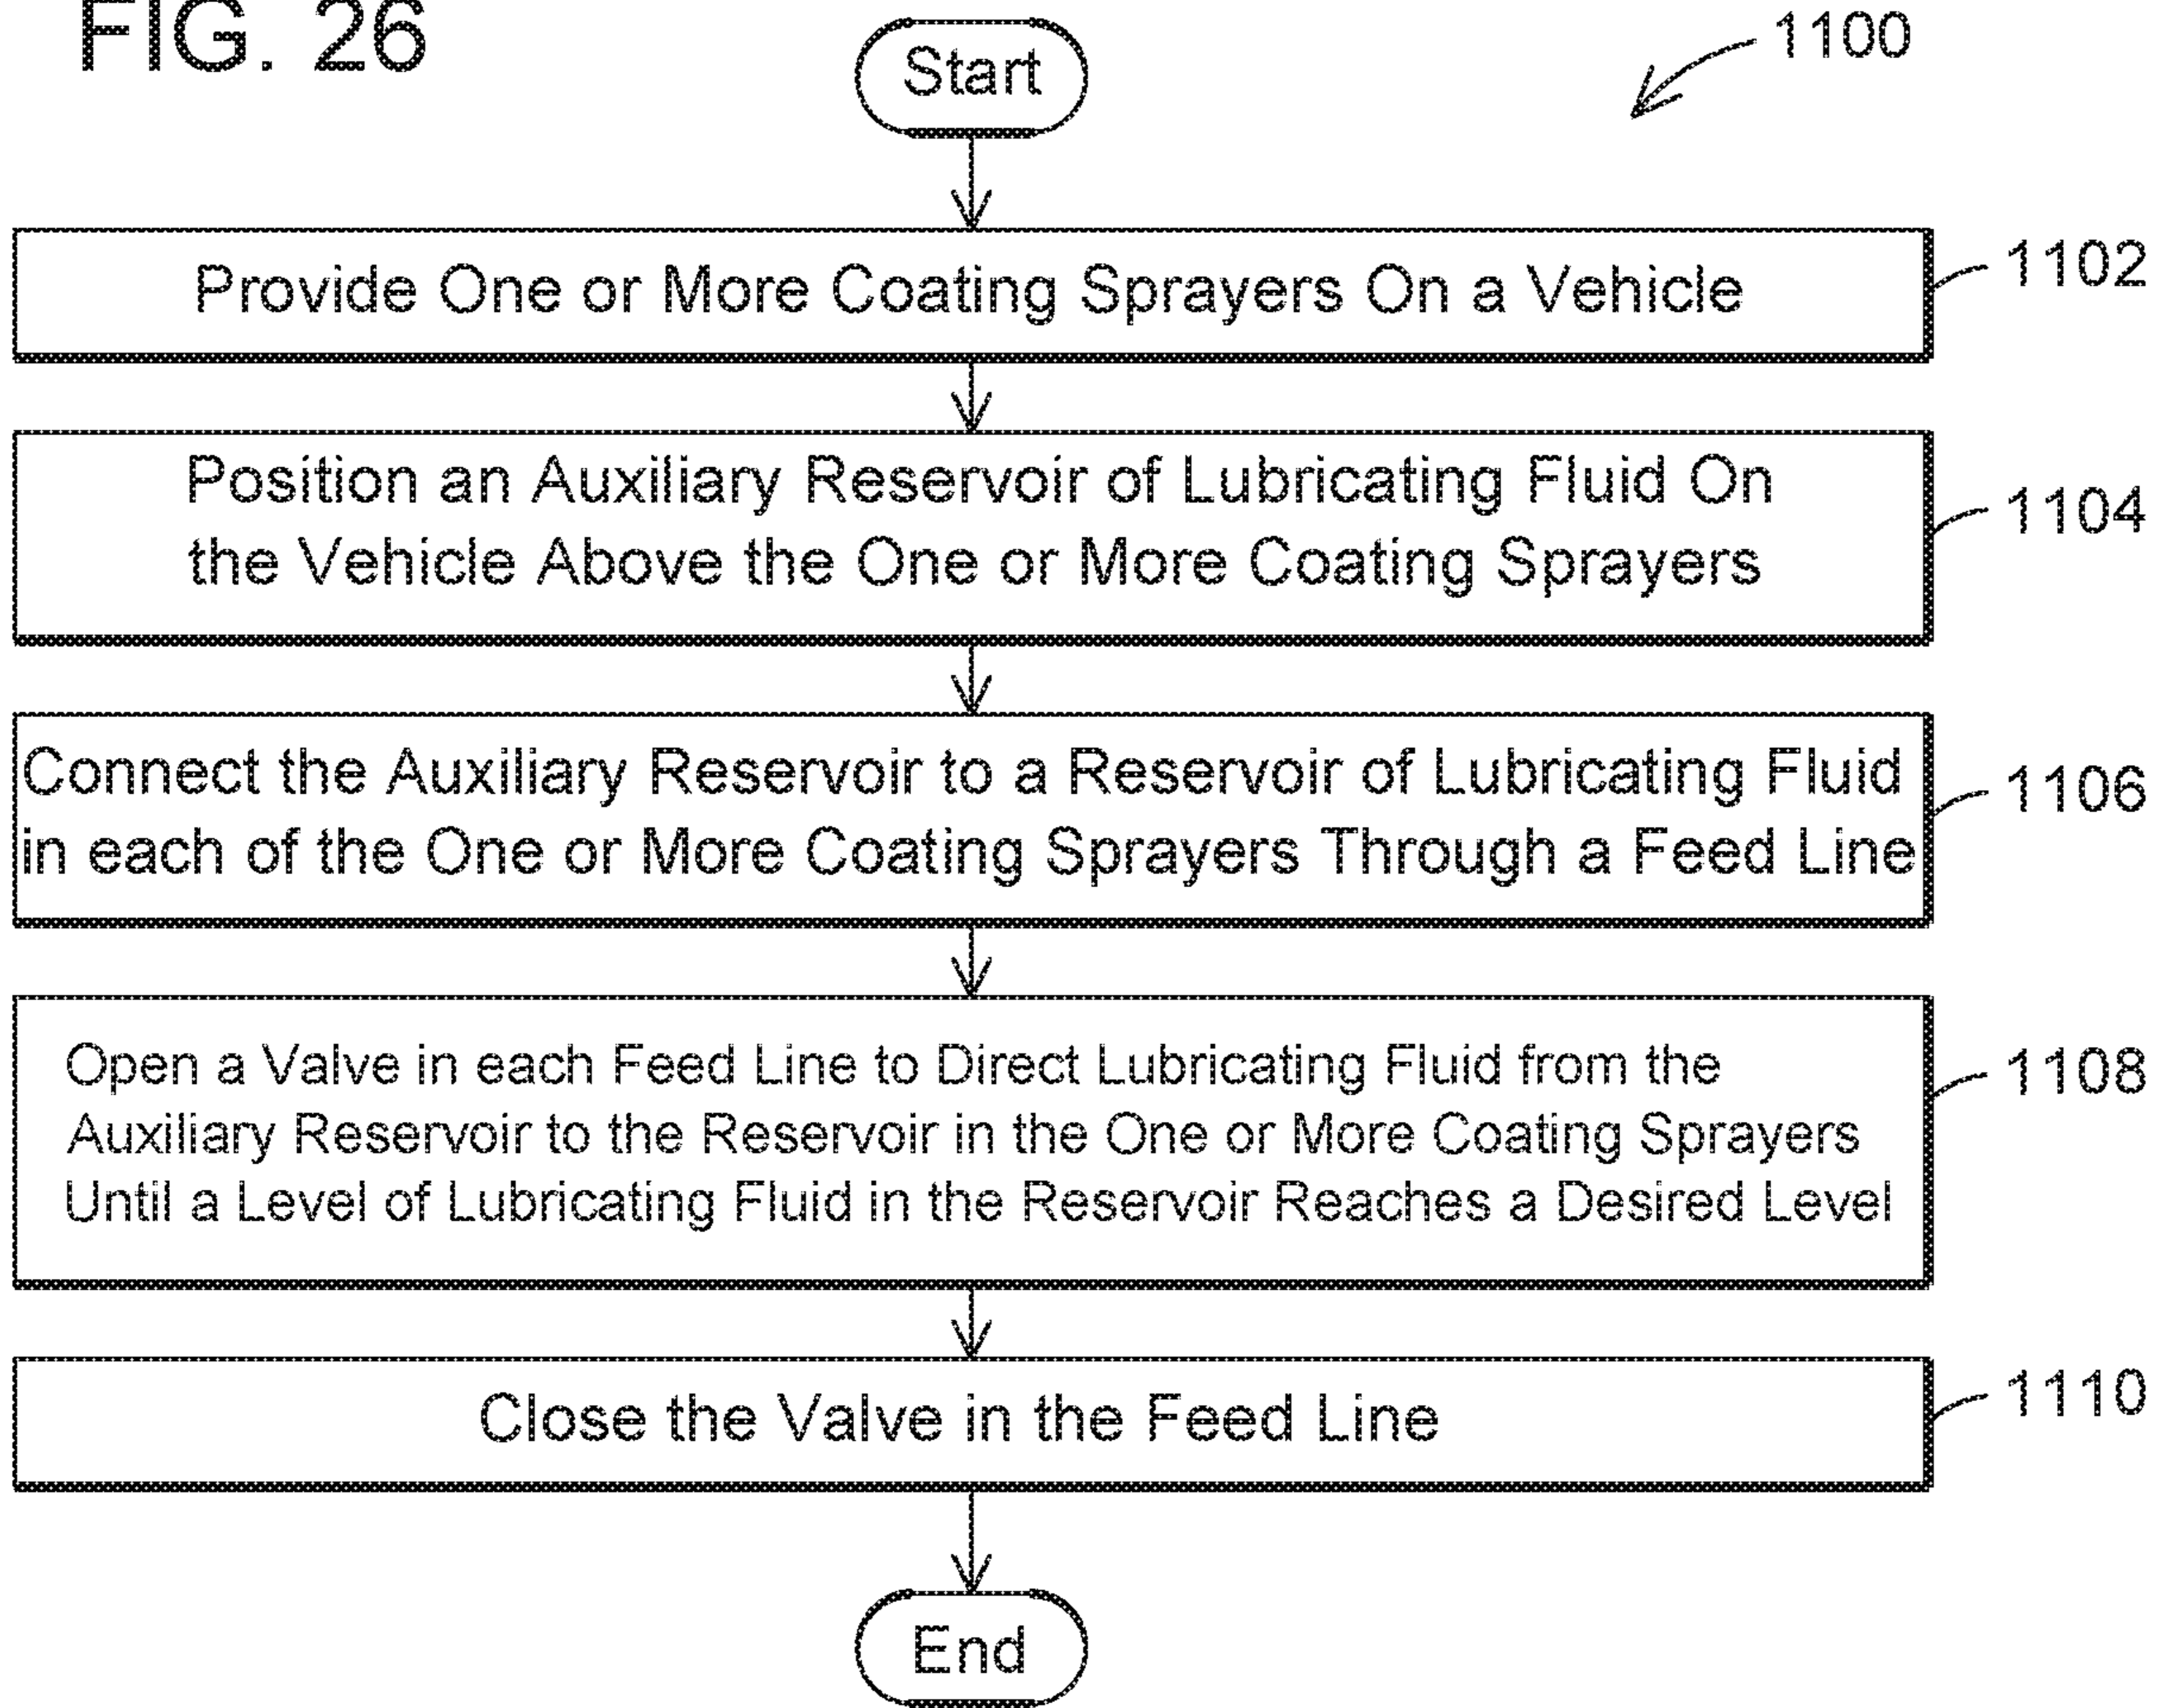 FIG. 26
Start
1100
Provide One or More Coating Sprayers On a Vehicle
1102
Position an Auxiliary Reservoir of Lubricating Fluid On
the Vehicle Above the One or More Coating Sprayers
1104
Connect the Auxiliary Reservoir to a Reservoir of Lubricating Fluid
in each of the One or More Coating Sprayers Through a Feed Line
1106
Open a Valve in each Feed Line to Direct Lubricating Fluid from the
Auxiliary Reservoir to the Reservoir in the One or More Coating Sprayers
Until a Level of Lubricating Fluid in the Reservoir Reaches a Desired Level
1108
Close the Valve in the Feed Line
1110
End